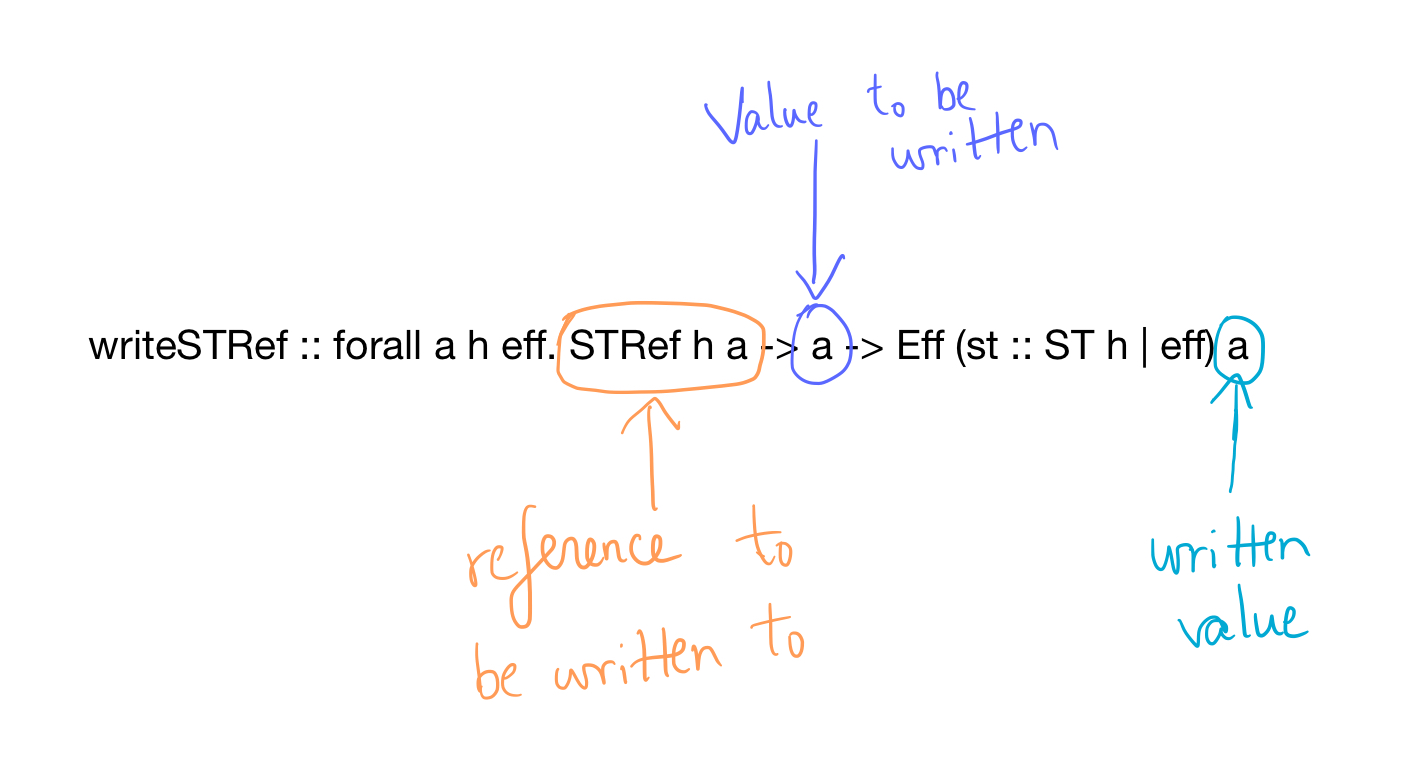 Value to be
written
writeSTRef :: forall a h eff. STRef h a -> a -> Eff (st :: ST h | eff) a
reference to
be written to
written
value